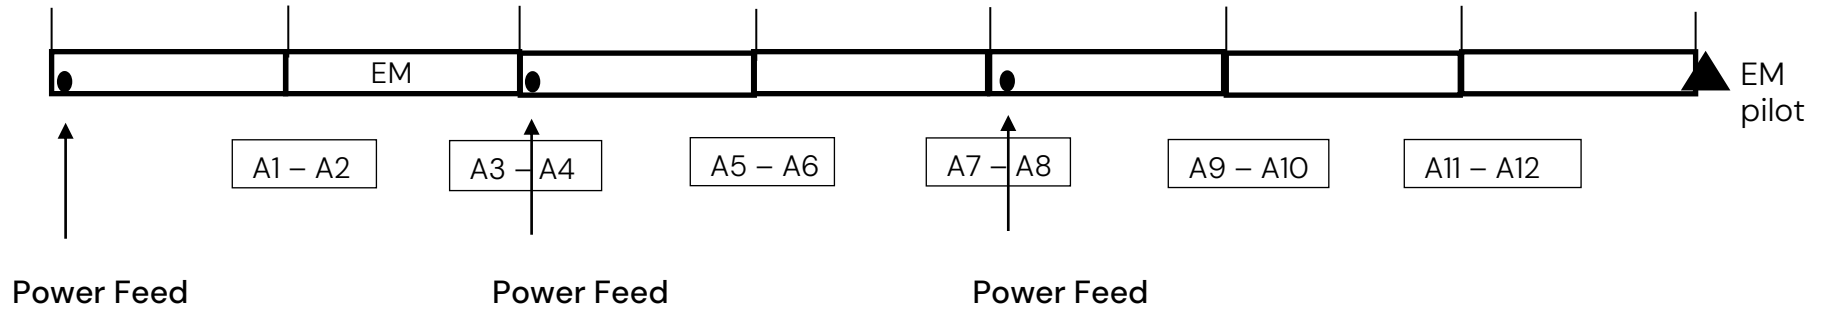 EM
EM
pilot
A1 – A2
A3 – A4
A5 – A6
A7 – A8
A9 – A10
A11 – A12
Power Feed
Power Feed
Power Feed